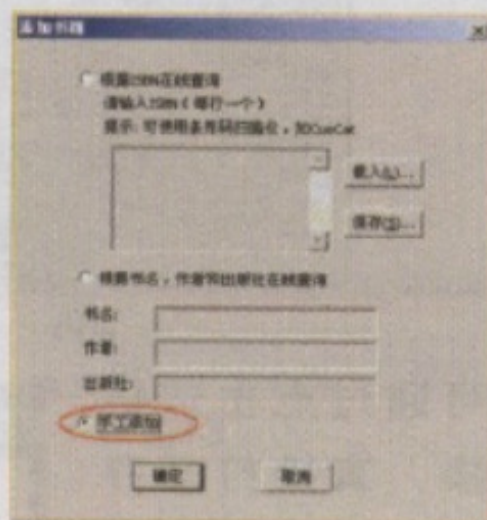 添加书籍
根据ISBN在线查询
请输入ISBN(每行一个)
提示:可使用条形码扫描仪,如CueCat
载入(L)...
保存(S)...
根据书名,作者和出版社在线查询
书名:
作者:
出版社:
手工添加
确定
取消